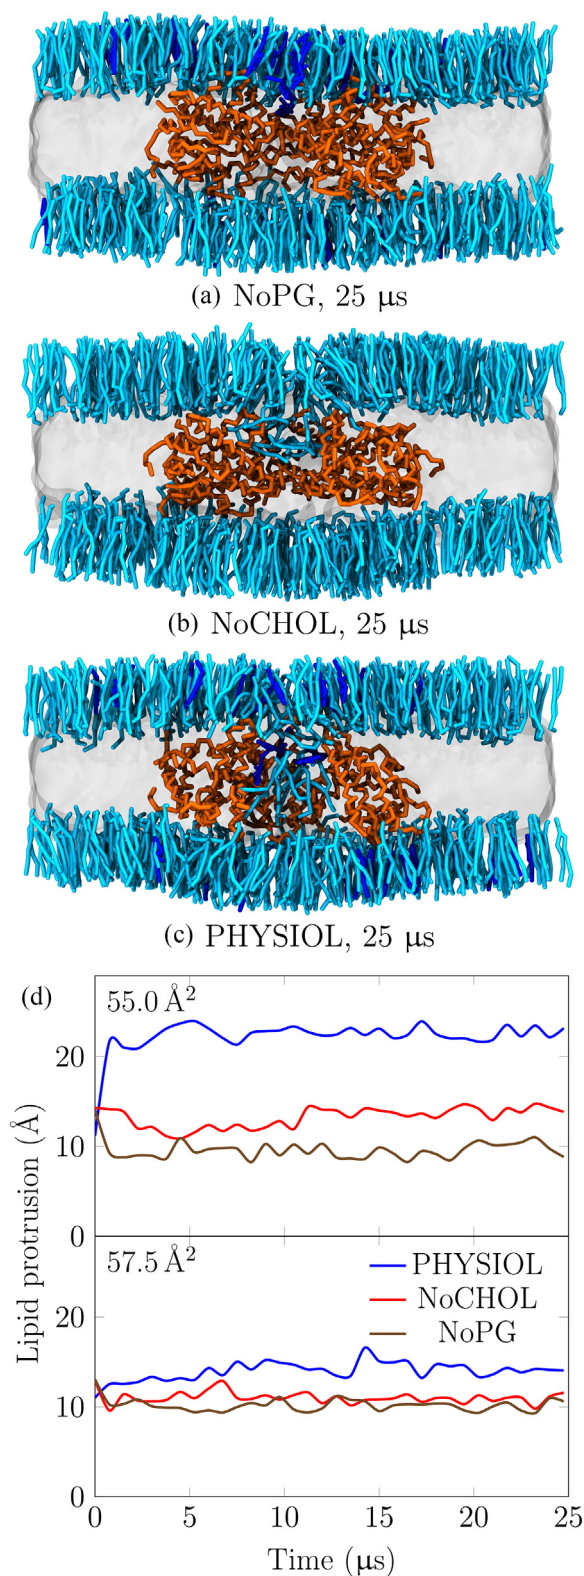 (a) NoPG, 25 μs
(b) NoCHOL, 25 μs
(c) PHYSIOL, 25 μs
(d)
55.0 Å²
20
10
0
57.5 Å²
PHYSIOL
NoCHOL
NoPG
20
10
0
Lipid protrusion (Å)
0 5 10 15 20 25
Time (μs)